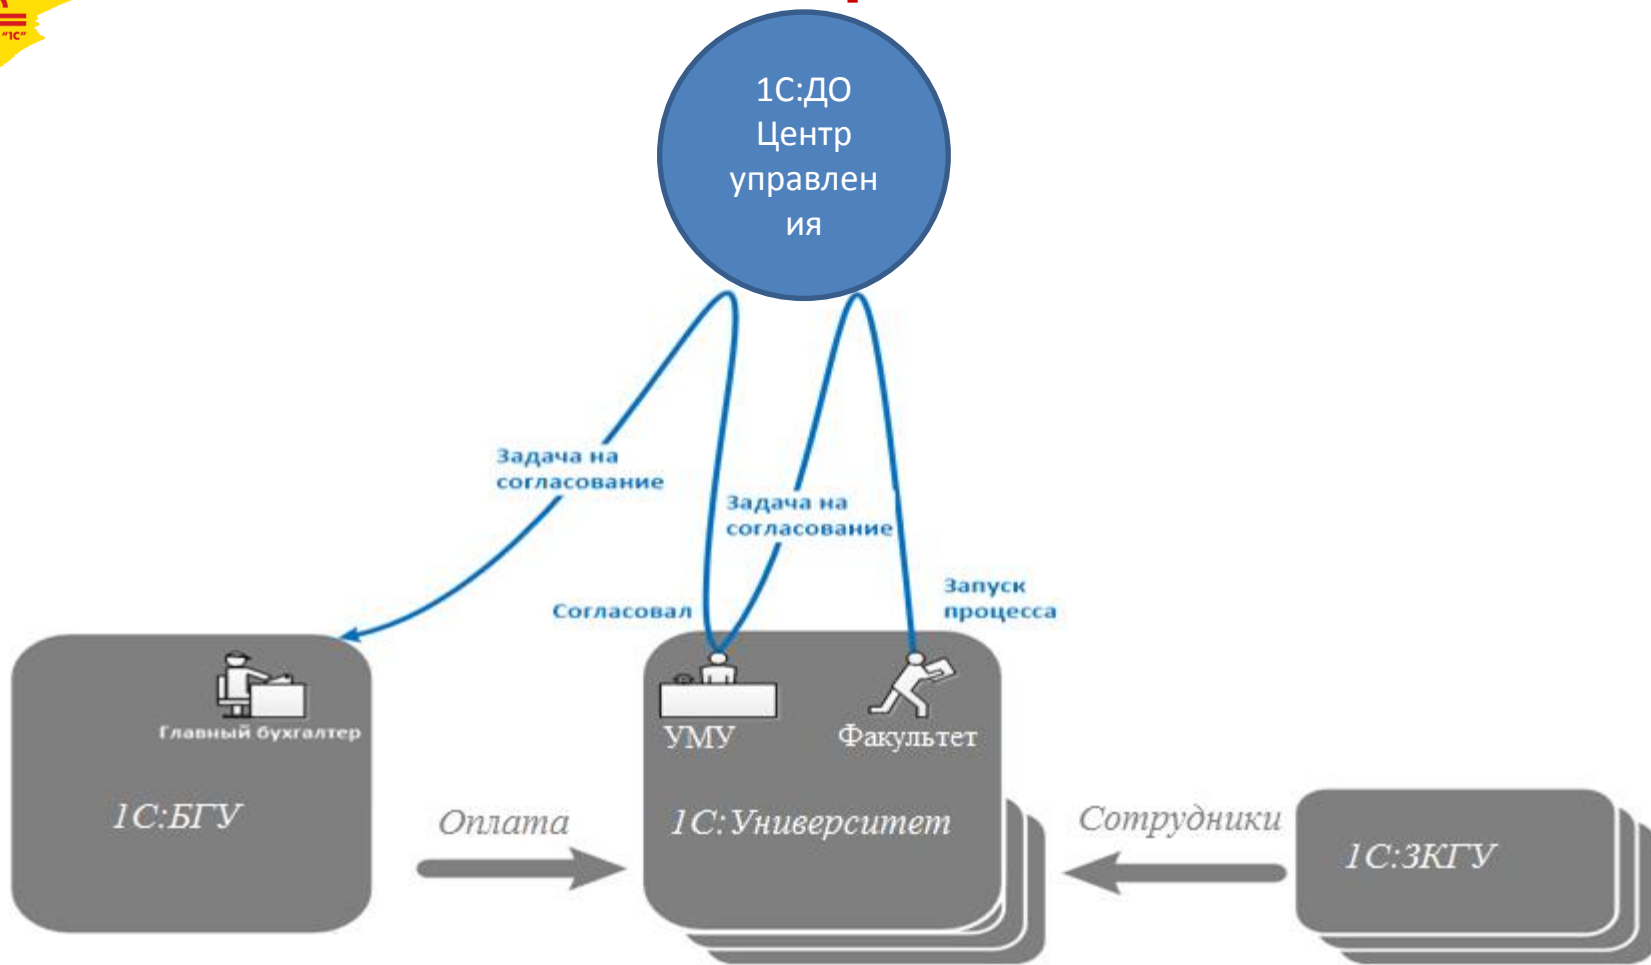 "1С"
1С:ДО
Центр
управлен
ия
Задача на
согласование
Задача на
согласование
Согласовал
Запуск
процесса
Главный бухгалтер
УМУ
Факультет
1С:БГУ
Оплата
1С:Университет
Сотрудники
1С:ЗКГУ